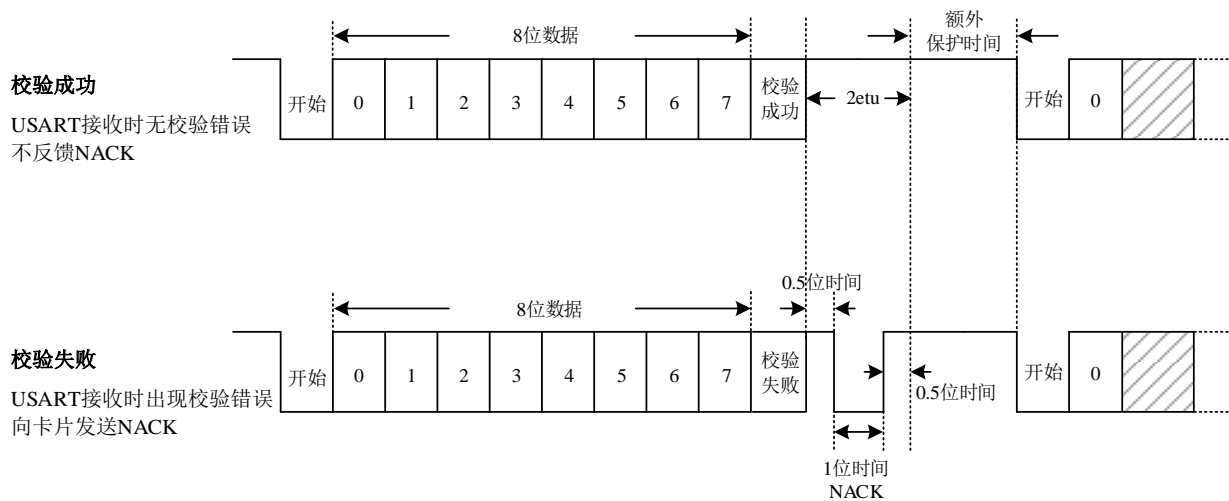 额外
保护时间
8位数据
校验成功
USART接收时无校验错误
不反馈NACK
开始 0 1 2 3 4 5 6 7 校验成功 2etu 开始 0
0.5位时间
8位数据
校验失败
USART接收时出现校验错误
向卡片发送NACK
开始 0 1 2 3 4 5 6 7 校验失败 0.5位时间 开始 0
1位时间
NACK